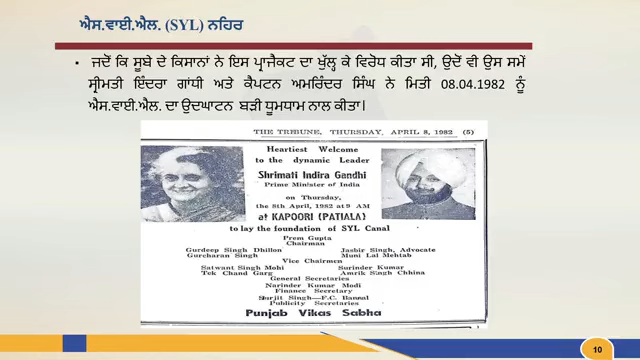 ਐਸ.ਵਾਈ.ਐਲ. (SYL) ਨਹਿਰ
• ਜਦੋਂ ਕਿ ਸੂਬੇ ਦੇ ਕਿਸਾਨਾਂ ਨੇ ਇਸ ਪ੍ਰਾਜੈਕਟ ਦਾ ਖੁੱਲ੍ਹ ਕੇ ਵਿਰੋਧ ਕੀਤਾ ਸੀ, ਉਦੋਂ ਵੀ ਉਸ ਸਮੇਂ
ਸ੍ਰੀਮਤੀ ਇੰਦਰਾ ਗਾਂਧੀ ਅਤੇ ਕੈਪਟਨ ਅਮਰਿੰਦਰ ਸਿੰਘ ਨੇ ਮਿਤੀ 08.04.1982 ਨੂੰ
ਐਸ.ਵਾਈ.ਐਲ. ਦਾ ਉਦਘਾਟਨ ਬੜੀ ਧੂਮਧਾਮ ਨਾਲ ਕੀਤਾ।
THE TRIBUNE, THURSDAY, APRIL 8, 1982 (5)
Heartiest Welcome
to the dynamic Leader
Shrimati Indira Gandhi
Prime Minister of India
on Thursday,
the 8th April, 1982 at 9 AM
at KAPOORI (PATIALA)
to lay the foundation of SYL Canal
Prem Gupta
Chairman
Gurdeep Singh Dhillon Jasbir Singh, Advocate
Gurcharan Singh Muni Lal Mehtab
Vice Chairmen
Satwant Singh Mohi Surinder Kumar
Tek Chand Garg Amrik Singh Chhina
General Secretaries
Narinder Kumar Modi
Finance Secretary
Surjit Singh—F.C. Bansal
Publicity Secretaries
Punjab Vikas Sabha
10